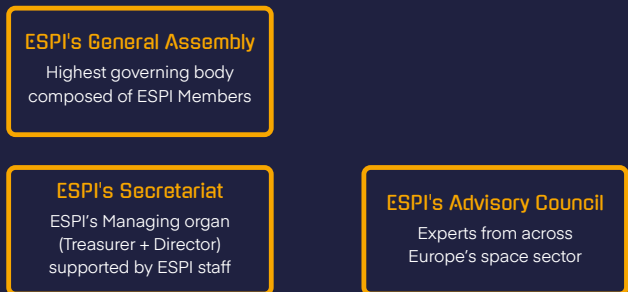 ESPI's General Assembly
Highest governing body
composed of ESPI Members
ESPI's Secretariat
ESPI’s Managing organ
(Treasurer + Director)
supported by ESPI staff
ESPI's Advisory Council
Experts from across
Europe’s space sector